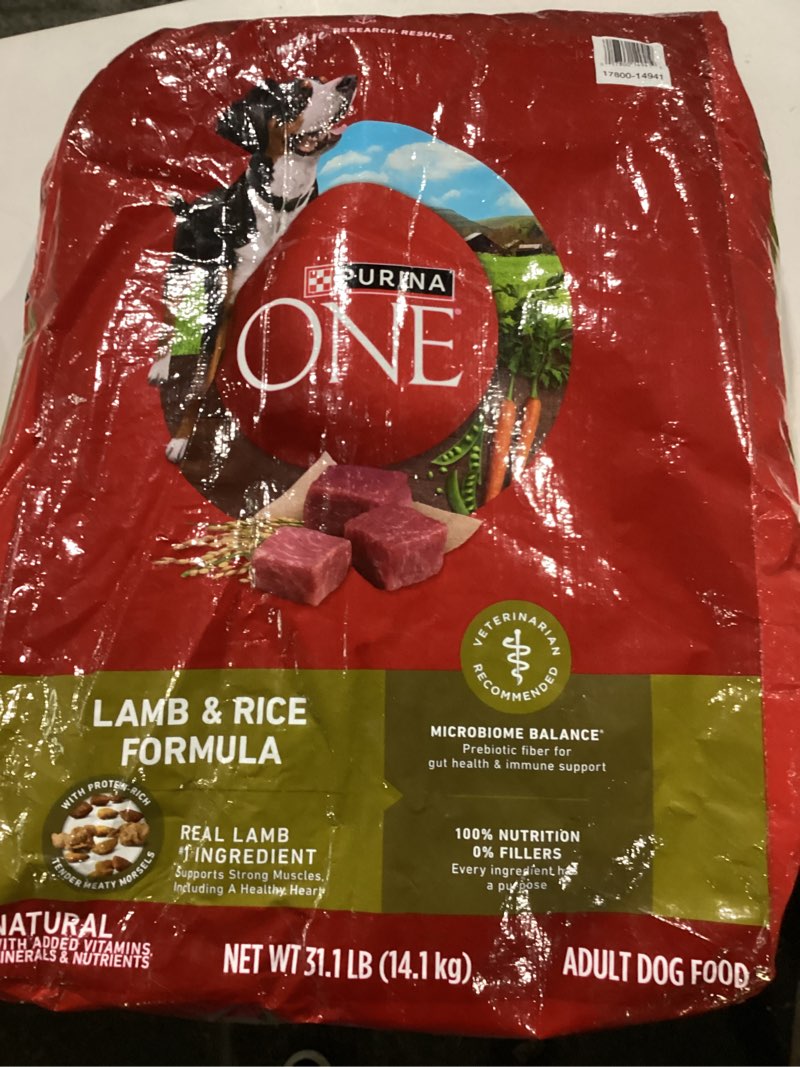 RESEARCH. RESULTS.
17800-14941
PURINA
ONE
VETERINARIAN
RECOMMENDED
LAMB & RICE
FORMULA
MICROBIOME BALANCE
Prebiotic fiber for
gut health & immune support
WITH PROTEIN-RICH
TENDER MEATY MORSELS
REAL LAMB
#1 INGREDIENT
Supports Strong Muscles,
Including A Healthy Heart
100% NUTRITION
0% FILLERS
Every ingredient has
a purpose
NATURAL
WITH ADDED VITAMINS,
MINERALS & NUTRIENTS
NET WT 31.1 LB (14.1 kg)
ADULT DOG FOOD